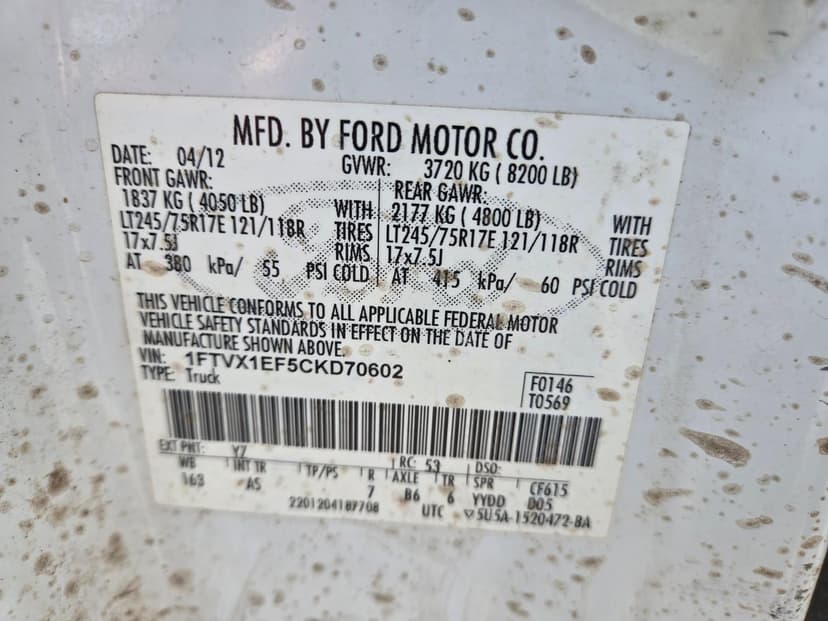 MFD. BY FORD MOTOR CO.
DATE: 04/12 GVWR: 3720 KG ( 8200 LB)
FRONT GAWR: REAR GAWR:
1837 KG ( 4050 LB) WITH 2177 KG ( 4800 LB) WITH
LT245/75R17E 121/118R TIRES LT245/75R17E 121/118R TIRES
17x7.5J RIMS 17x7.5J RIMS
AT 380 kPa/ 55 PSI COLD AT 415 kPa/ 60 PSI COLD
THIS VEHICLE CONFORMS TO ALL APPLICABLE FEDERAL MOTOR
VEHICLE SAFETY STANDARDS IN EFFECT ON THE DATE OF
MANUFACTURE SHOWN ABOVE.
VIN: 1FTVX1EF5CKD70602
TYPE: Truck
F0146
T0569
EXT PNT: YZ RC: 53 DSO:
WB INT TR TP/PS R AXLE TR SPR CF615
163 AS 7 B6 6 YYDD D05
2201204187708 UTC ▽5U5A-1520472-BA